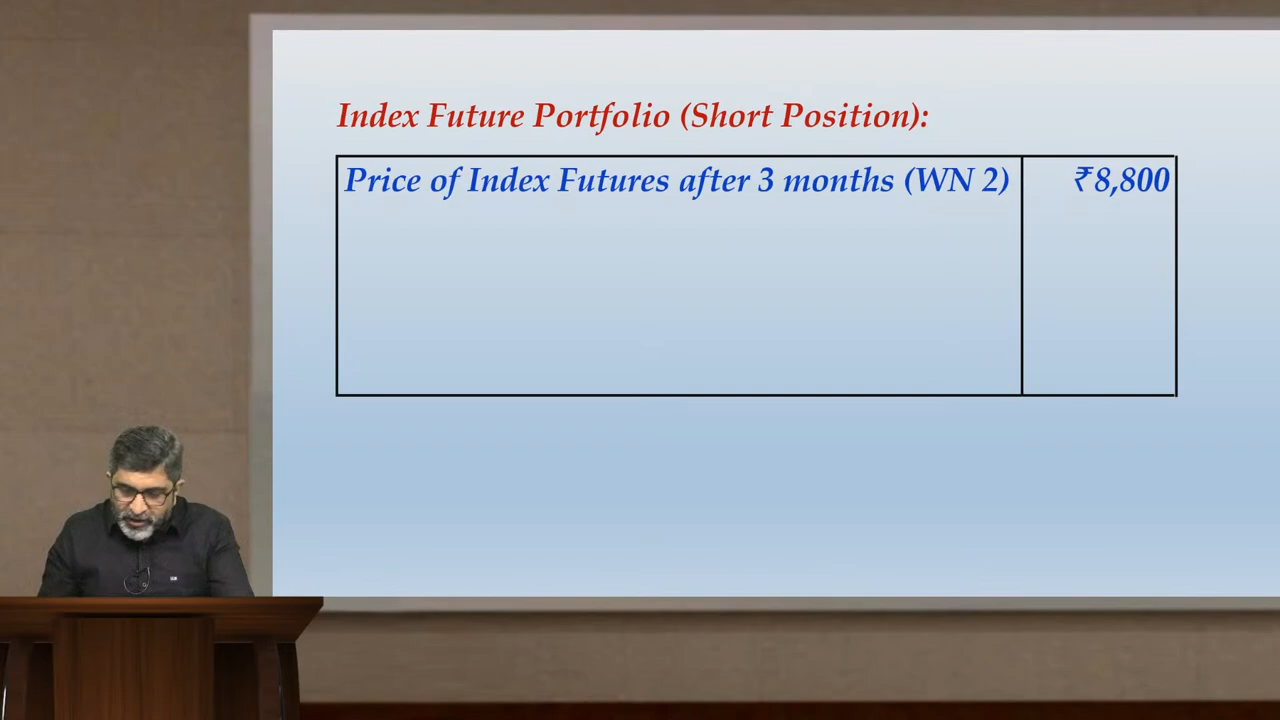 Index Future Portfolio (Short Position):
Price of Index Futures after 3 months (WN 2) ₹8,800